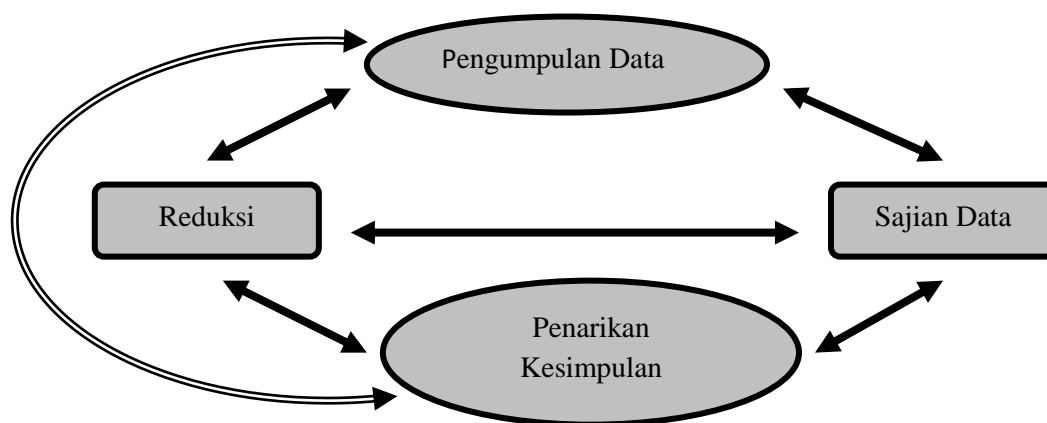 Pengumpulan Data
Reduksi
Sajian Data
Penarikan
Kesimpulan